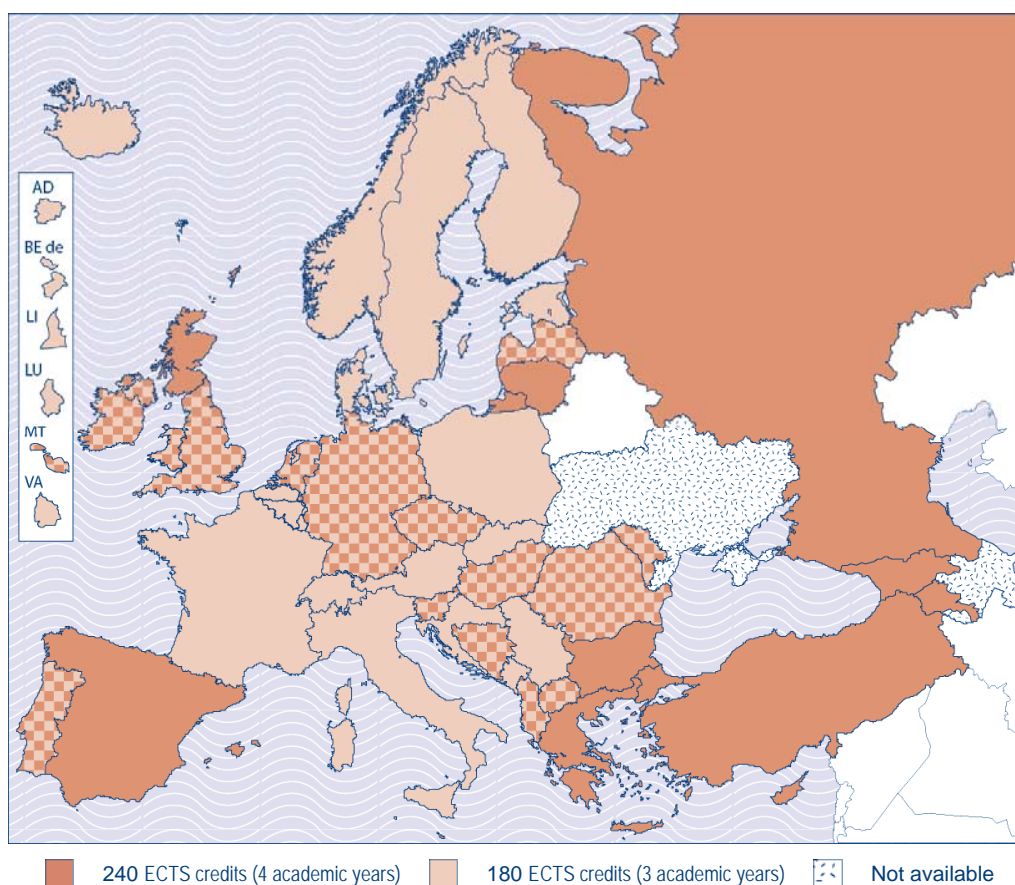 AD
BE de
LI
LU
MT
VA
240 ECTS credits (4 academic years) 180 ECTS credits (3 academic years) Not available